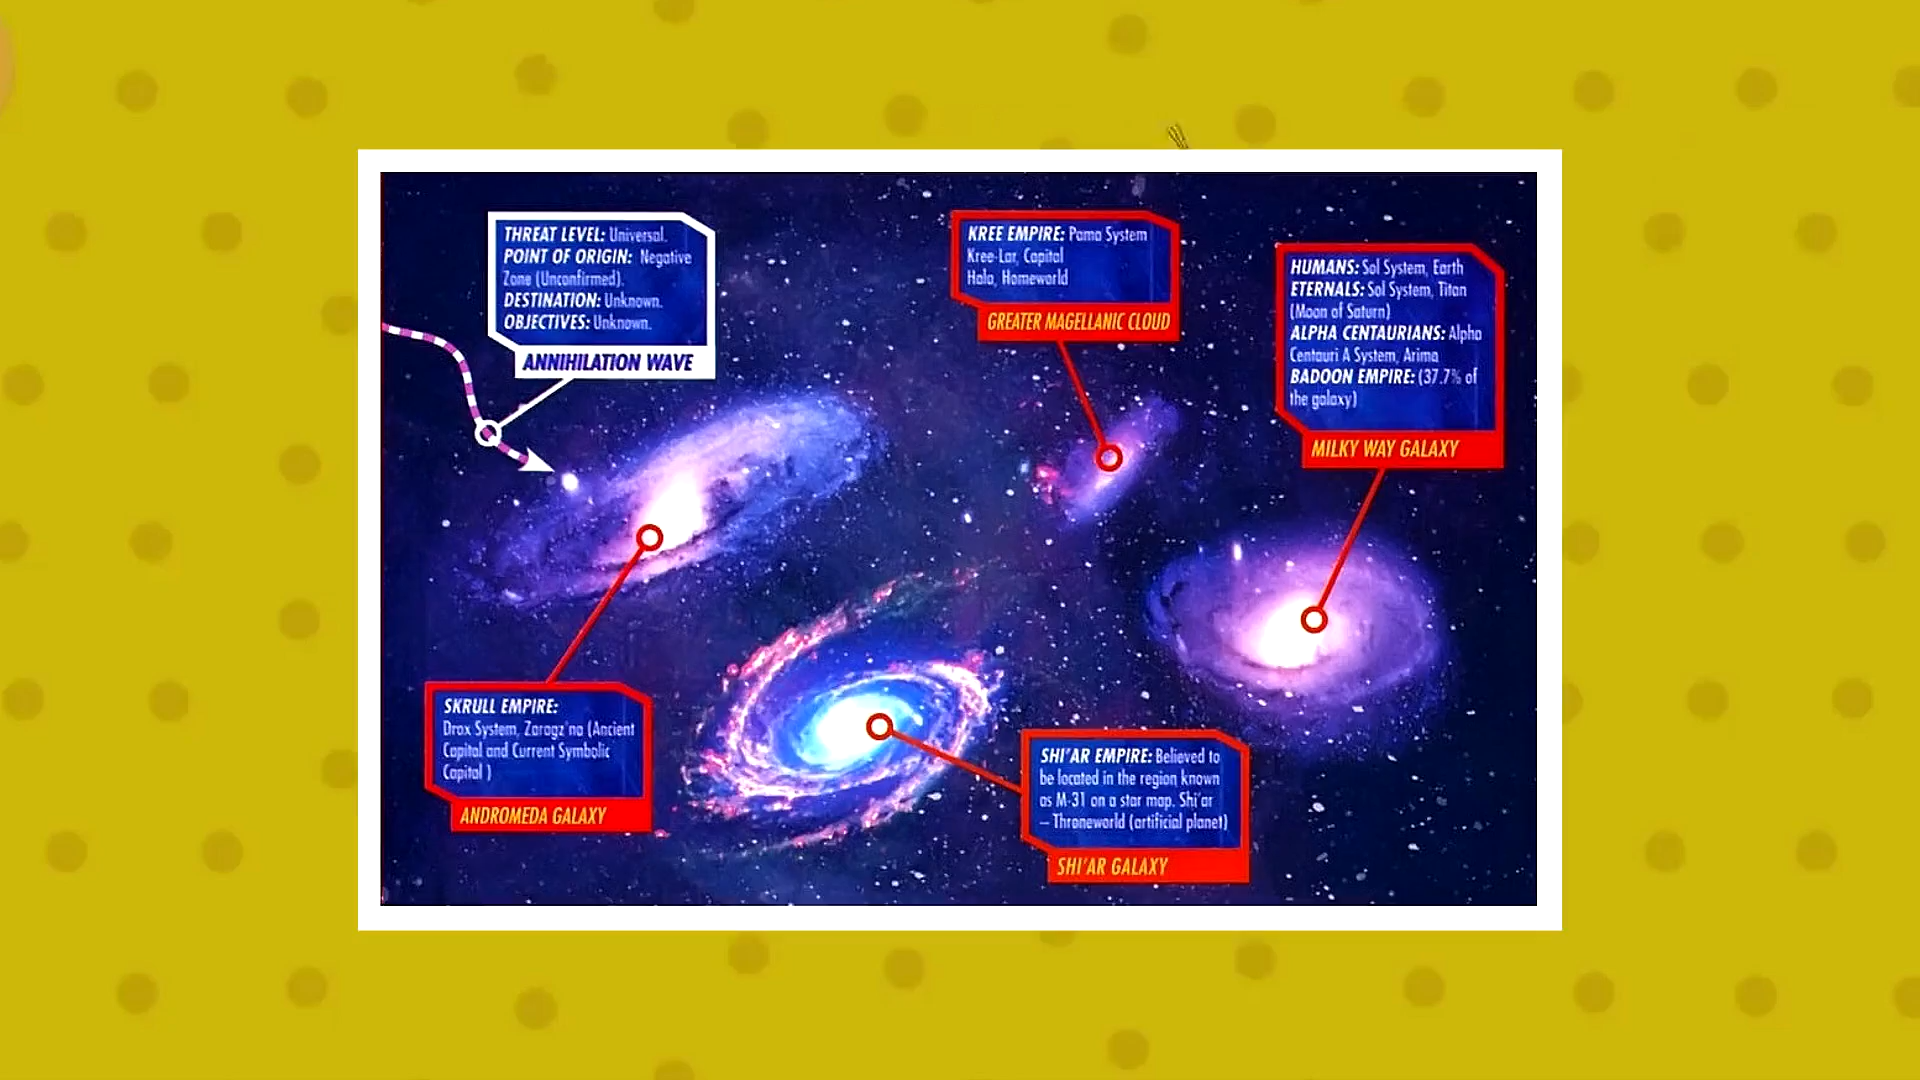 THREAT LEVEL: Universal.
POINT OF ORIGIN: Negative
Zone (Unconfirmed).
DESTINATION: Unknown.
OBJECTIVES: Unknown.
ANNIHILATION WAVE
KREE EMPIRE: Pama System
Kree-Lar, Capital
Hala, Homeworld
GREATER MAGELLANIC CLOUD
HUMANS: Sol System, Earth
ETERNALS: Sol System, Titan
(Moon of Saturn)
ALPHA CENTAURIANS: Alpha
Centauri A System, Arima
BADOON EMPIRE: (37.7% of
the galaxy)
MILKY WAY GALAXY
SKRULL EMPIRE:
Drox System, Zaragz'na (Ancient
Capital and Current Symbolic
Capital )
ANDROMEDA GALAXY
SHI'AR EMPIRE: Believed to
be located in the region known
as M-31 on a star map. Shi'ar
– Throneworld (artificial planet)
SHI'AR GALAXY